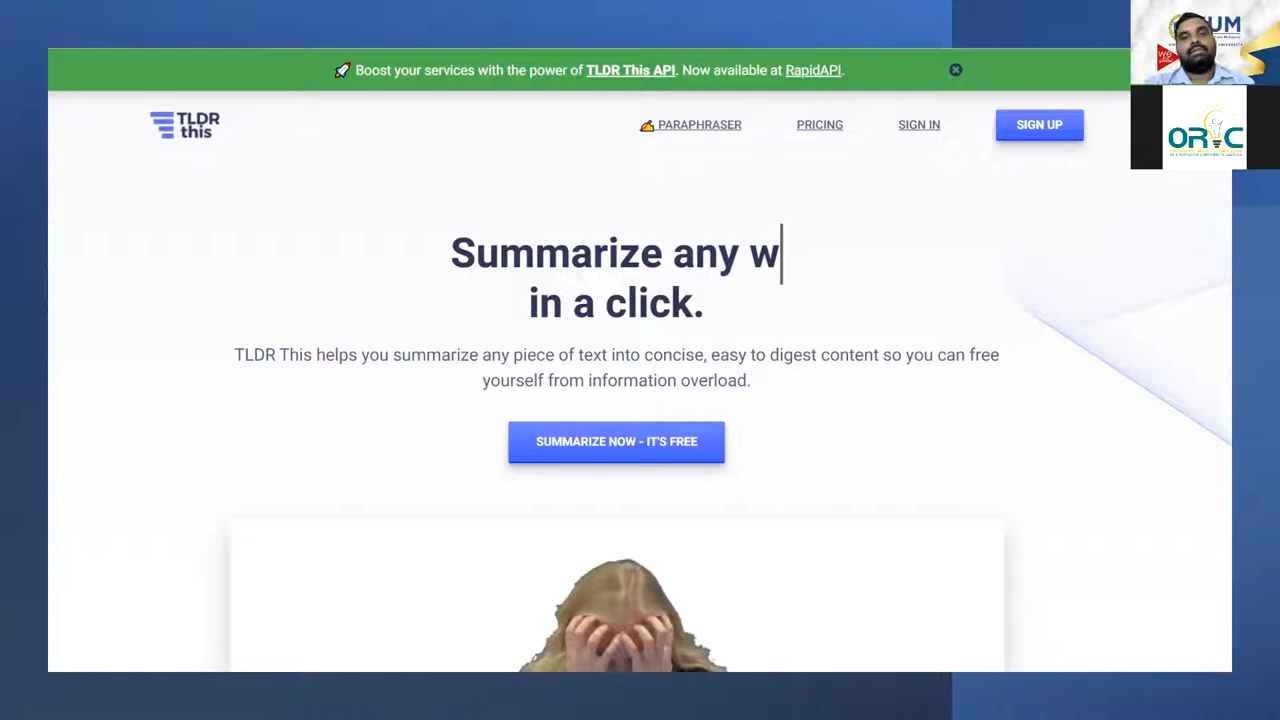 🚀 Boost your services with the power of TLDR This API. Now available at RapidAPI.
TLDR
this
PARAPHRASER
PRICING
SIGN IN
SIGN UP
Summarize any w
in a click.
TLDR This helps you summarize any piece of text into concise, easy to digest content so you can free
yourself from information overload.
SUMMARIZE NOW - IT'S FREE
UM
we
ORIC